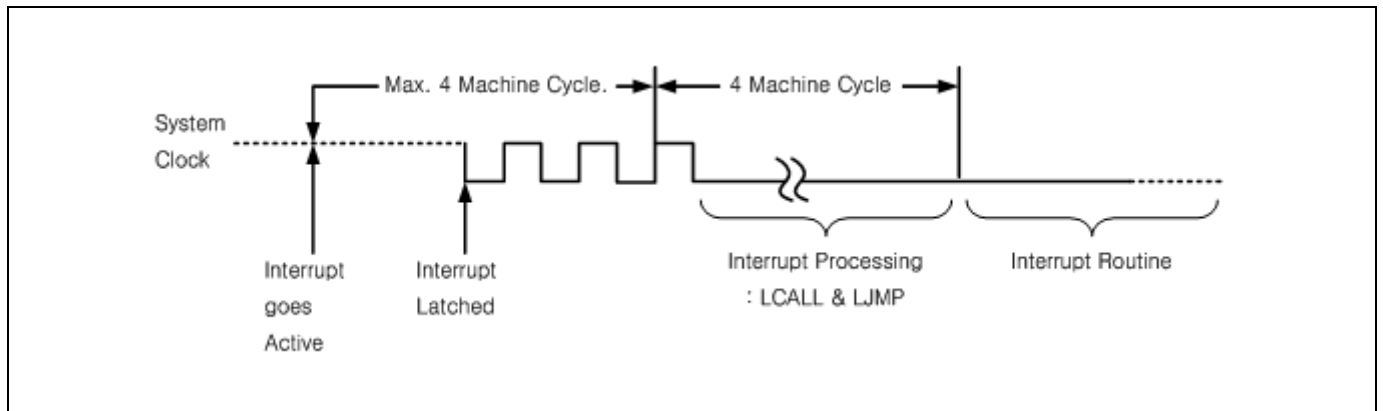 Max. 4 Machine Cycle.
4 Machine Cycle
System
Clock
Interrupt
goes
Active
Interrupt
Latched
Interrupt Processing
: LCALL & LJMP
Interrupt Routine